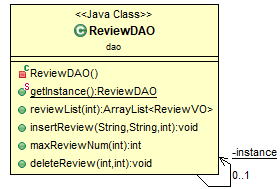 <<Java Class>>
ReviewDAO
dao
ReviewDAO()
getInstance():ReviewDAO
reviewList(int):ArrayList<ReviewVO>
insertReview(String,String,int):void
maxReviewNum(int):int
deleteReview(int,int):void
-instance
0..1